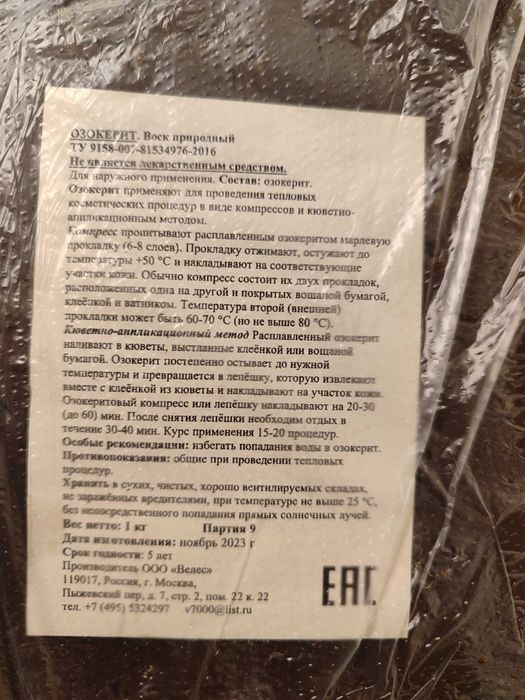 ОЗОКЕРИТ. Воск природный
ТУ 9158-007-81534976-2016
Не является лекарственным средством.
Для наружного применения. Состав: озокерит.
Озокерит применяют для проведения тепловых
косметических процедур в виде компрессов и кюветно-
аппликационным методом.
Компресс пропитывают расплавленным озокеритом марлевую
прокладку (6-8 слоев). Прокладку отжимают, остужают до
температуры +50 °С и накладывают на соответствующие
участки кожи. Обычно компресс состоит их двух прокладок,
расположенных одна на другой и покрытых вощаной бумагой,
клеёнкой и ватником. Температура второй (внешней)
прокладки может быть 60-70 °С (но не выше 80 °С).
Кюветно-аппликационный метод Расплавленный озокерит
наливают в кюветы, выстланные клеёнкой или вощаной
бумагой. Озокерит постепенно остывает до нужной
температуры и превращается в лепёшку, которую извлекают
вместе с клеёнкой из кюветы и накладывают на участок кожи.
Озокеритовый компресс или лепёшку накладывают на 20-30
(до 60) мин. После снятия лепёшки необходим отдых в
течение 30-40 мин. Курс применения 15-20 процедур.
Особые рекомендации: избегать попадания воды в озокерит.
Противопоказания: общие при проведении тепловых
процедур.
Хранить в сухих, чистых, хорошо вентилируемых складах,
не заражённых вредителями, при температуре не выше 25 °С,
без непосредственного попадания прямых солнечных лучей.
Вес нетто: 1 кг Партия 9
Дата изготовления: ноябрь 2023 г
Срок годности: 5 лет
Производитель ООО «Велес»
119017, Россия, г. Москва,
Пыжевский пер, д. 7, стр. 2, пом. 22 к. 22
тел. +7 (495) 5324297 v7000@list.ru
EAC